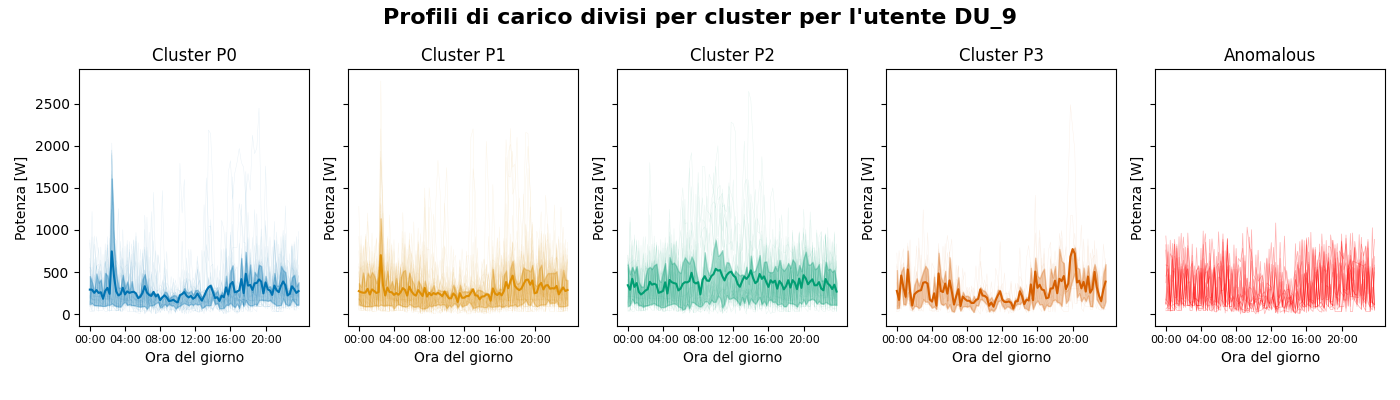 Profili di carico divisi per cluster per l'utente DU_9
Cluster P0
Cluster P1
Cluster P2
Cluster P3
Anomalous
2500
2000
1500
1000
500
0
Potenza [W]
Potenza [W]
Potenza [W]
Potenza [W]
Potenza [W]
00:00 04:00 08:00 12:00 16:00 20:00
00:00 04:00 08:00 12:00 16:00 20:00
00:00 04:00 08:00 12:00 16:00 20:00
00:00 04:00 08:00 12:00 16:00 20:00
00:00 04:00 08:00 12:00 16:00 20:00
Ora del giorno
Ora del giorno
Ora del giorno
Ora del giorno
Ora del giorno